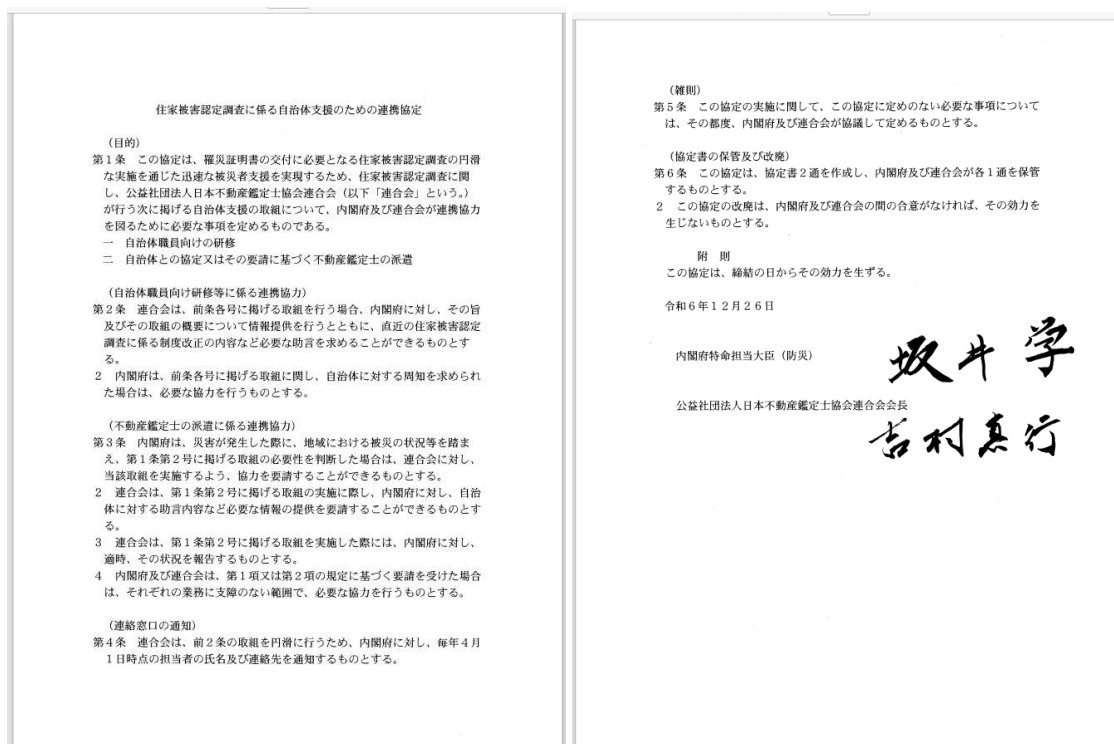 住家被害認定調査に係る自治体支援のための連携協定
（目的）
第１条　この協定は、罹災証明書の交付に必要となる住家被害認定調査の円滑
な実施を通じた迅速な被災者支援を実現するため、住家被害認定調査に関
し、公益社団法人日本不動産鑑定士協会連合会（以下「連合会」という。）
が行う次に掲げる自治体支援の取組について、内閣府及び連合会が連携協力
を図るために必要な事項を定めるものである。
一　自治体職員向けの研修
二　自治体との協定又はその要請に基づく不動産鑑定士の派遣
（自治体職員向け研修等に係る連携協力）
第２条　連合会は、前条各号に掲げる取組を行う場合、内閣府に対し、その旨
及びその取組の概要について情報提供を行うとともに、直近の住家被害認定
調査に係る制度改正の内容など必要な助言を求めることができるものとす
る。
２　内閣府は、前条各号に掲げる取組に関し、自治体に対する周知を求められ
た場合は、必要な協力を行うものとする。
（不動産鑑定士の派遣に係る連携協力）
第３条　内閣府は、災害が発生した際に、地域における被災の状況等を踏ま
え、第１条第２号に掲げる取組の必要性を判断した場合は、連合会に対し、
当該取組を実施するよう、協力を要請することができるものとする。
２　連合会は、第１条第２号に掲げる取組の実施に際し、内閣府に対し、自治
体に対する助言内容など必要な情報の提供を要請することができるものとす
る。
３　連合会は、第１条第２号に掲げる取組を実施した際には、内閣府に対し、
適時、その状況を報告するものとする。
４　内閣府及び連合会は、第１項又は第２項の規定に基づく要請を受けた場合
は、それぞれの業務に支障のない範囲で、必要な協力を行うものとする。
（連絡窓口の通知）
第４条　連合会は、前２条の取組を円滑に行うため、内閣府に対し、毎年４月
１日時点の担当者の氏名及び連絡先を通知するものとする。
（雑則）
第５条　この協定の実施に関して、この協定に定めのない必要な事項について
は、その都度、内閣府及び連合会が協議して定めるものとする。
（協定書の保管及び改廃）
第６条　この協定は、協定書２通を作成し、内閣府及び連合会が各１通を保管
するものとする。
２　この協定の改廃は、内閣府及び連合会の間の合意がなければ、その効力を
生じないものとする。
附　則
この協定は、締結の日からその効力を生ずる。
令和６年１２月２６日
内閣府特命担当大臣（防災）
坂井　学
公益社団法人日本不動産鑑定士協会連合会会長
吉村真行